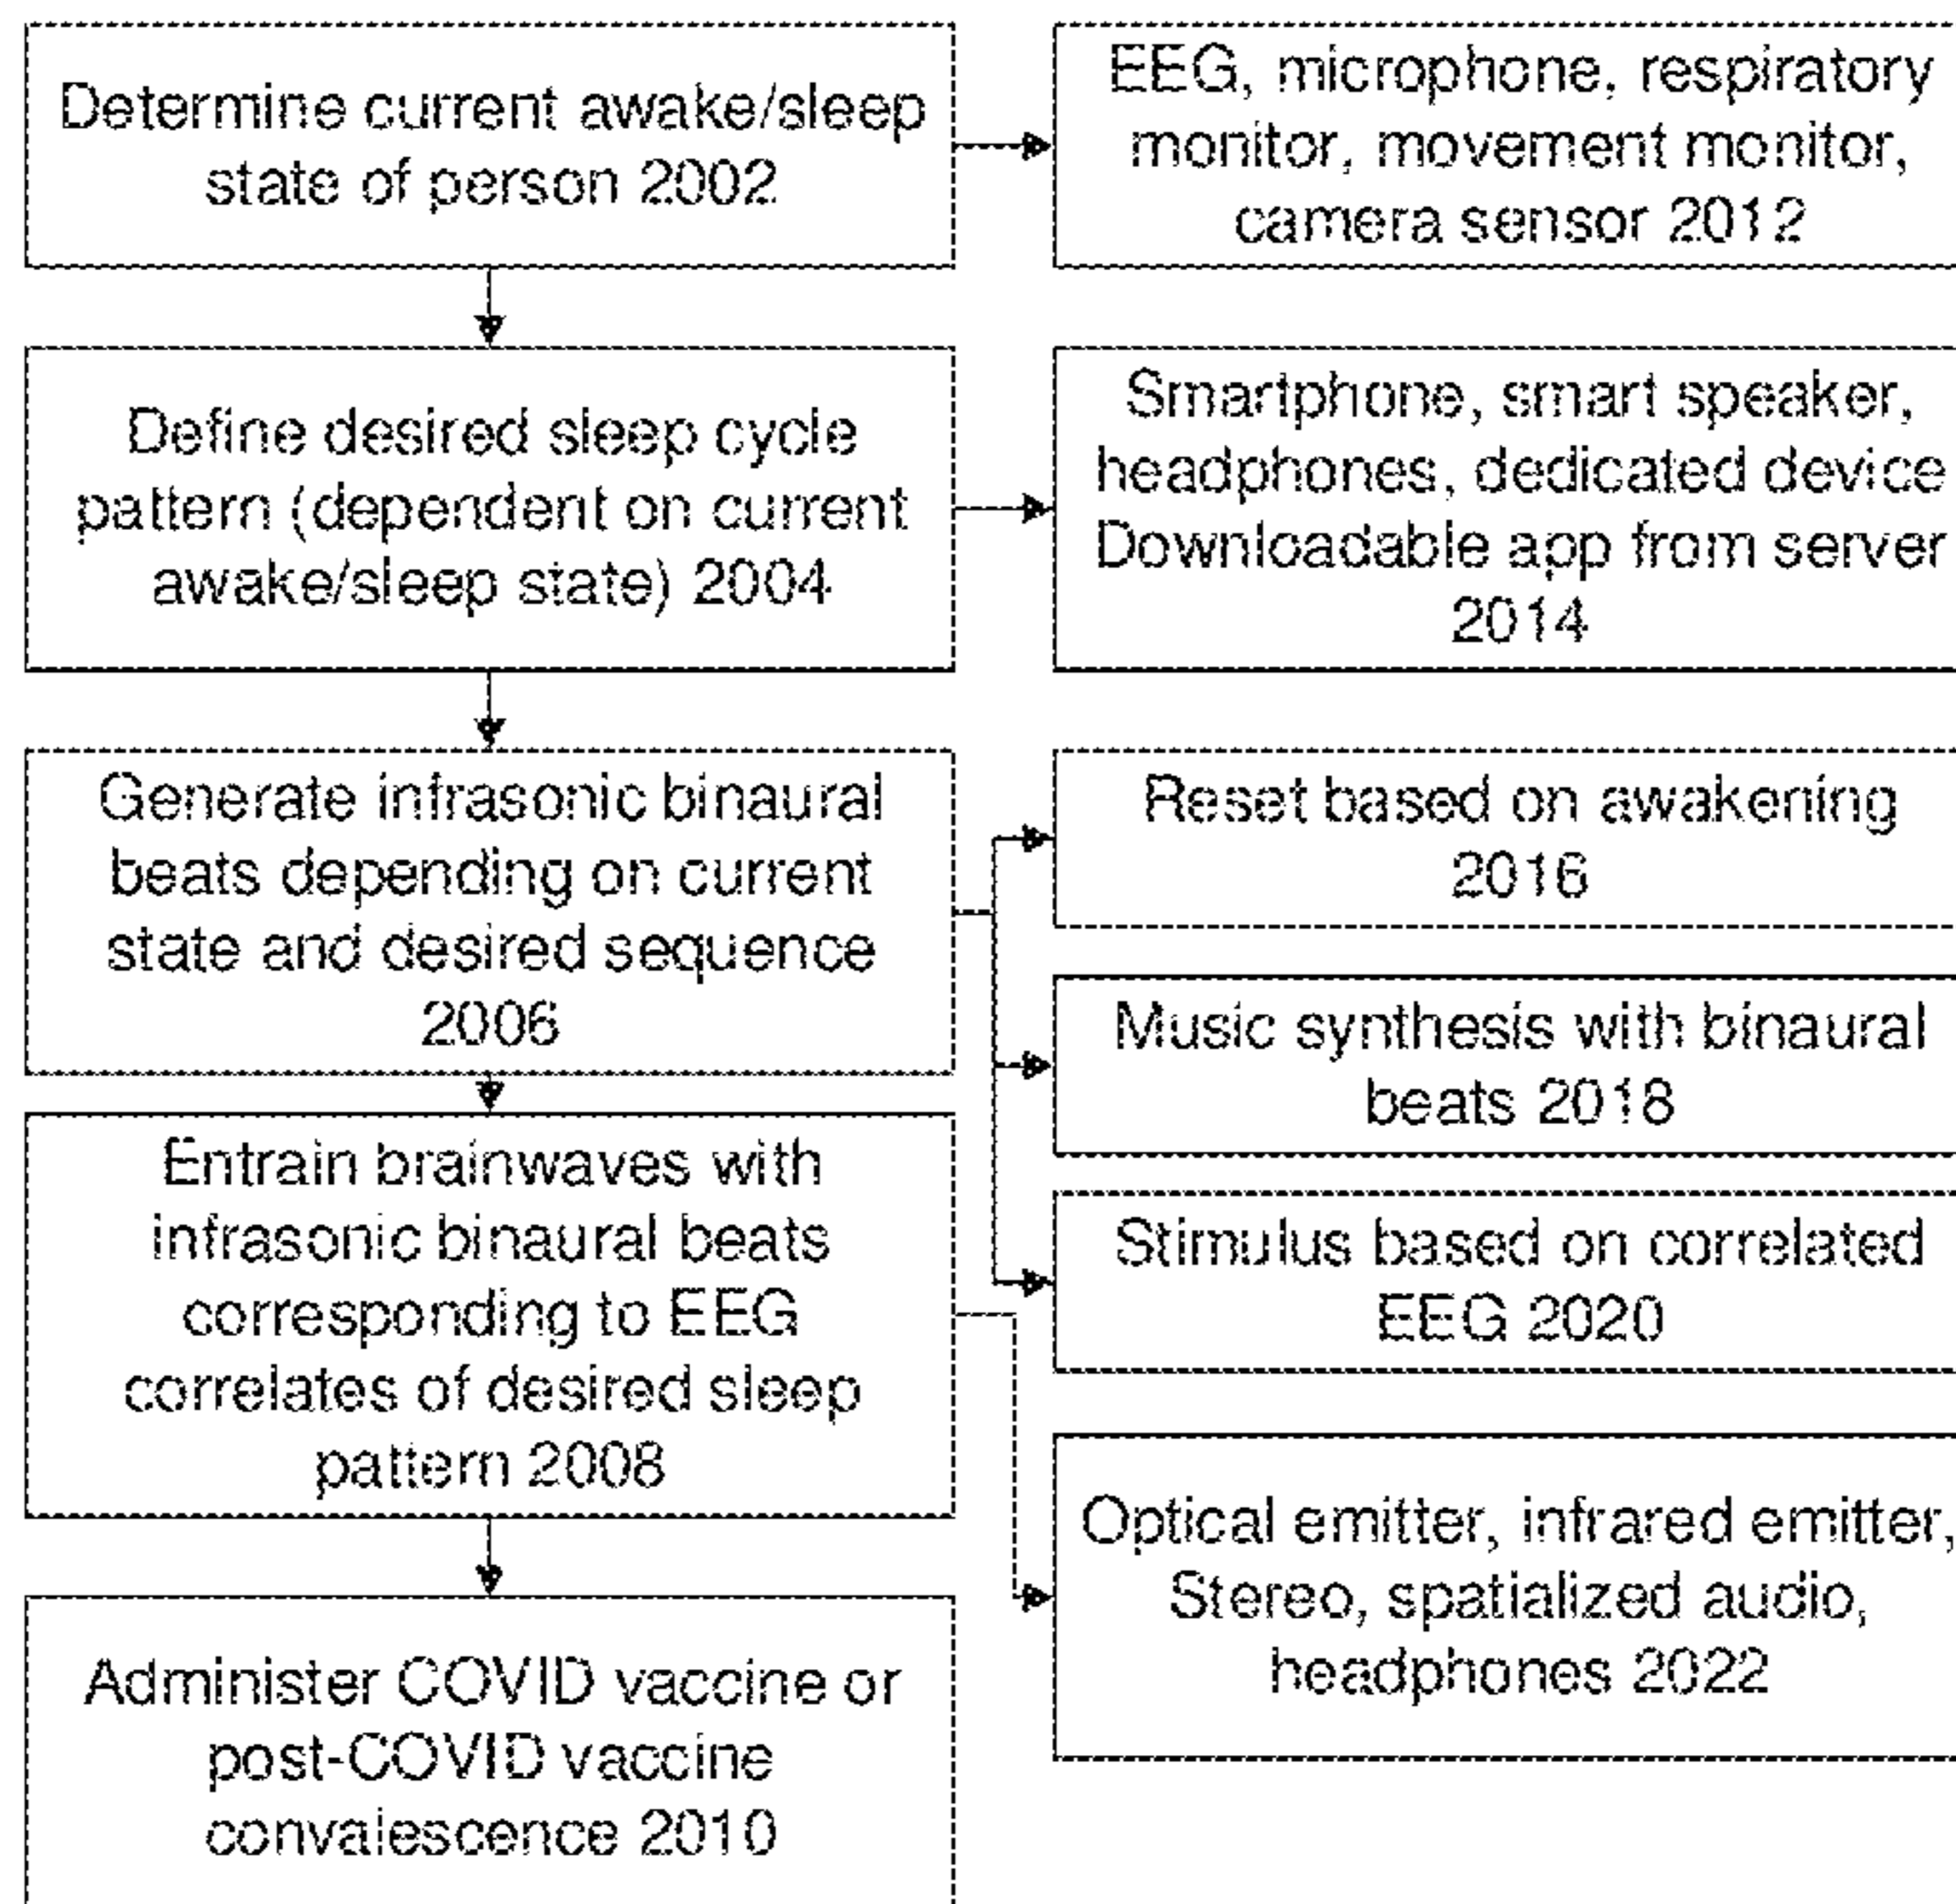 Determine current awake/sleep
state of person 2002
EEG, microphone, respiratory
monitor, movement monitor,
camera sensor 2012
Define desired sleep cycle
pattern (dependent on current
awake/sleep state) 2004
Smartphone, smart speaker,
headphones, dedicated device
Downloadable app from server
2014
Generate infrasonic binaural
beats depending on current
state and desired sequence
2006
Reset based on awakening
2016
Music synthesis with binaural
beats 2018
Stimulus based on correlated
EEG 2020
Entrain brainwaves with
infrasonic binaural beats
corresponding to EEG
correlates of desired sleep
pattern 2008
Optical emitter, infrared emitter,
Stereo, spatialized audio,
headphones 2022
Administer COVID vaccine or
post-COVID vaccine
convalescence 2010